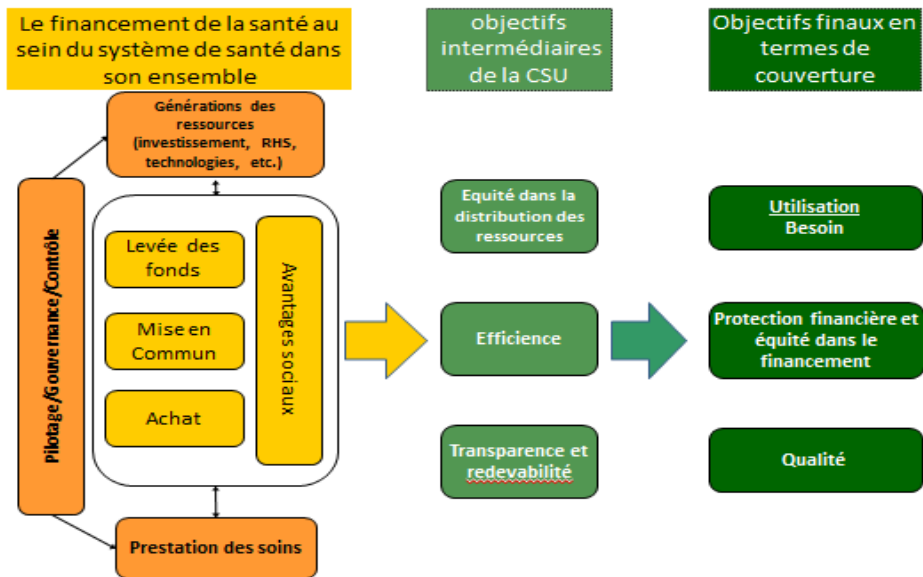 Le financement de la santé au
sein du système de santé dans
son ensemble
objectifs
intermédiaires
de la CSU
Objectifs finaux en
termes de
couverture
Générations des
ressources
(investissement, RHS,
technologies, etc.)
Pilotage/Gouvernance/Contrôle
Levée des
fonds
Mise en
Commun
Achat
Avantages sociaux
Prestation des soins
Equité dans la
distribution des
ressources
Efficience
Transparence et
redevabilité
Utilisation
Besoin
Protection financière et
équité dans le
financement
Qualité